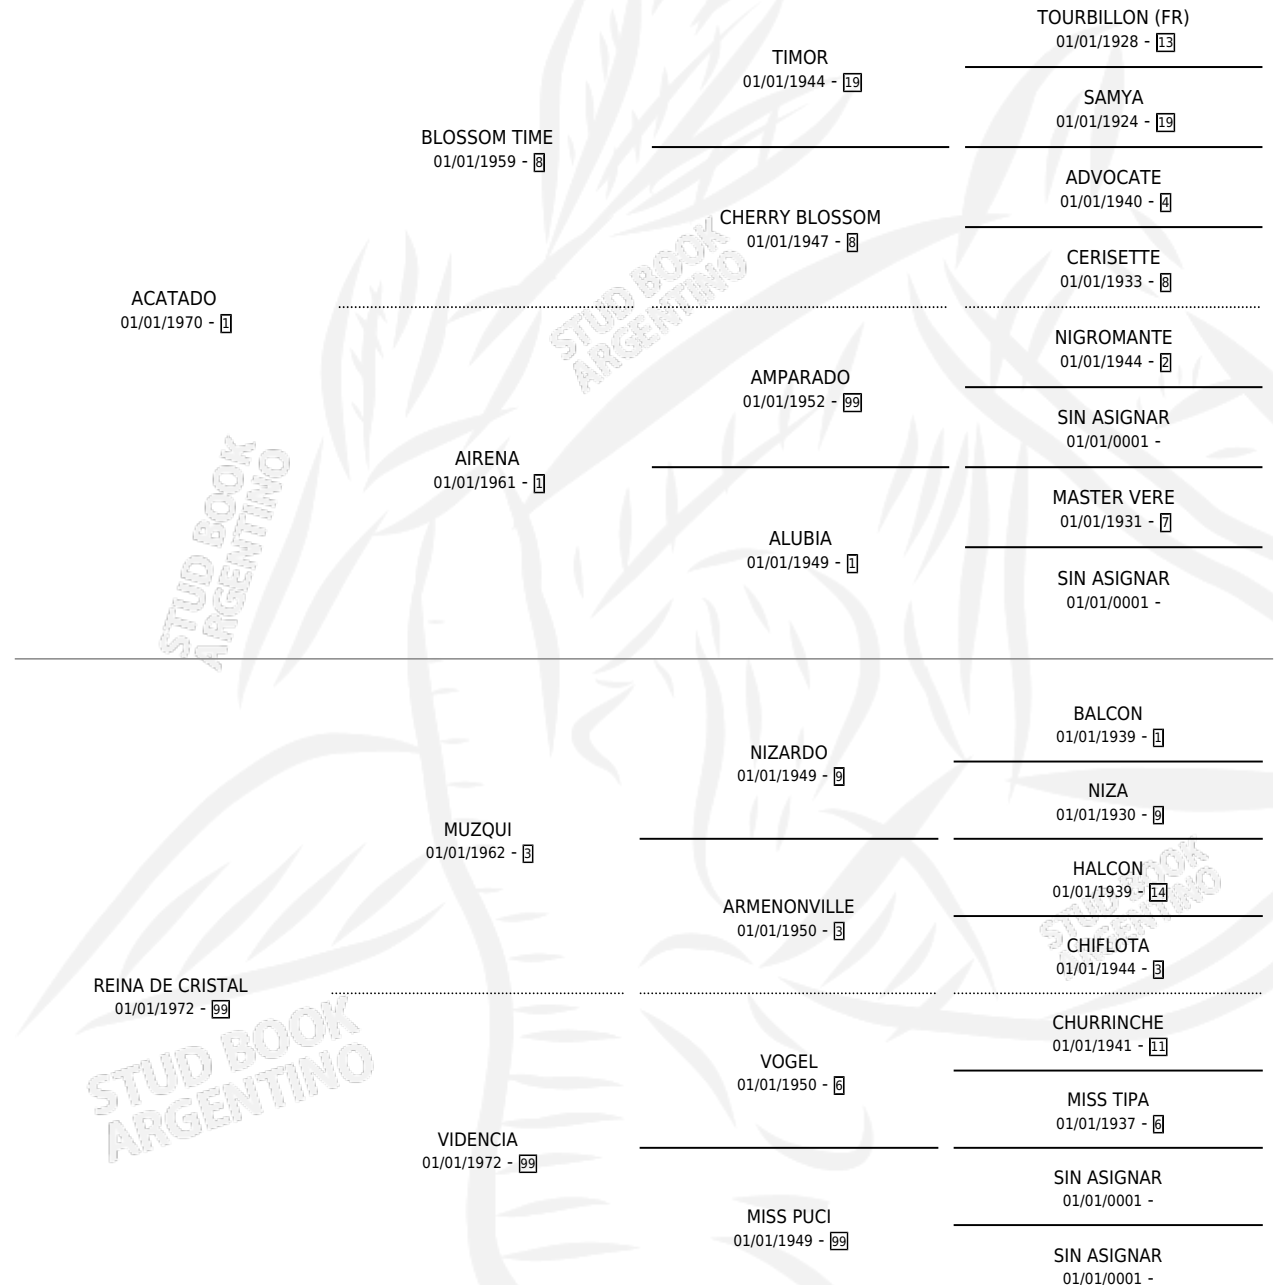 TOURBILLON (FR)
01/01/1928 - 13
TIMOR
01/01/1944 - 19
SAMYA
01/01/1924 - 19
BLOSSOM TIME
01/01/1959 - 8
ADVOCATE
01/01/1940 - 4
CHERRY BLOSSOM
01/01/1947 - 8
CERISETTE
01/01/1933 - 8
ACATADO
01/01/1970 - 1
STUD BOOK
ARGENTINO
NIGROMANTE
01/01/1944 - 2
AMPARADO
01/01/1952 - 99
SIN ASIGNAR
01/01/0001 -
AIRENA
01/01/1961 - 1
MASTER VERE
01/01/1931 - 7
ALUBIA
01/01/1949 - 1
SIN ASIGNAR
01/01/0001 -
STUD BOOK
ARGENTINO
BALCON
01/01/1939 - 1
NIZARDO
01/01/1949 - 9
NIZA
01/01/1930 - 9
MUZQUI
01/01/1962 - 3
HALCON
01/01/1939 - 14
ARMENONVILLE
01/01/1950 - 3
CHIFLOTA
01/01/1944 - 3
STUD BOOK
ARGENTINO
REINA DE CRISTAL
01/01/1972 - 99
CHURRINCHE
01/01/1941 - 11
VOGEL
01/01/1950 - 6
MISS TIPA
01/01/1937 - 6
STUD BOOK
ARGENTINO
VIDENCIA
01/01/1972 - 99
SIN ASIGNAR
01/01/0001 -
MISS PUCI
01/01/1949 - 99
SIN ASIGNAR
01/01/0001 -